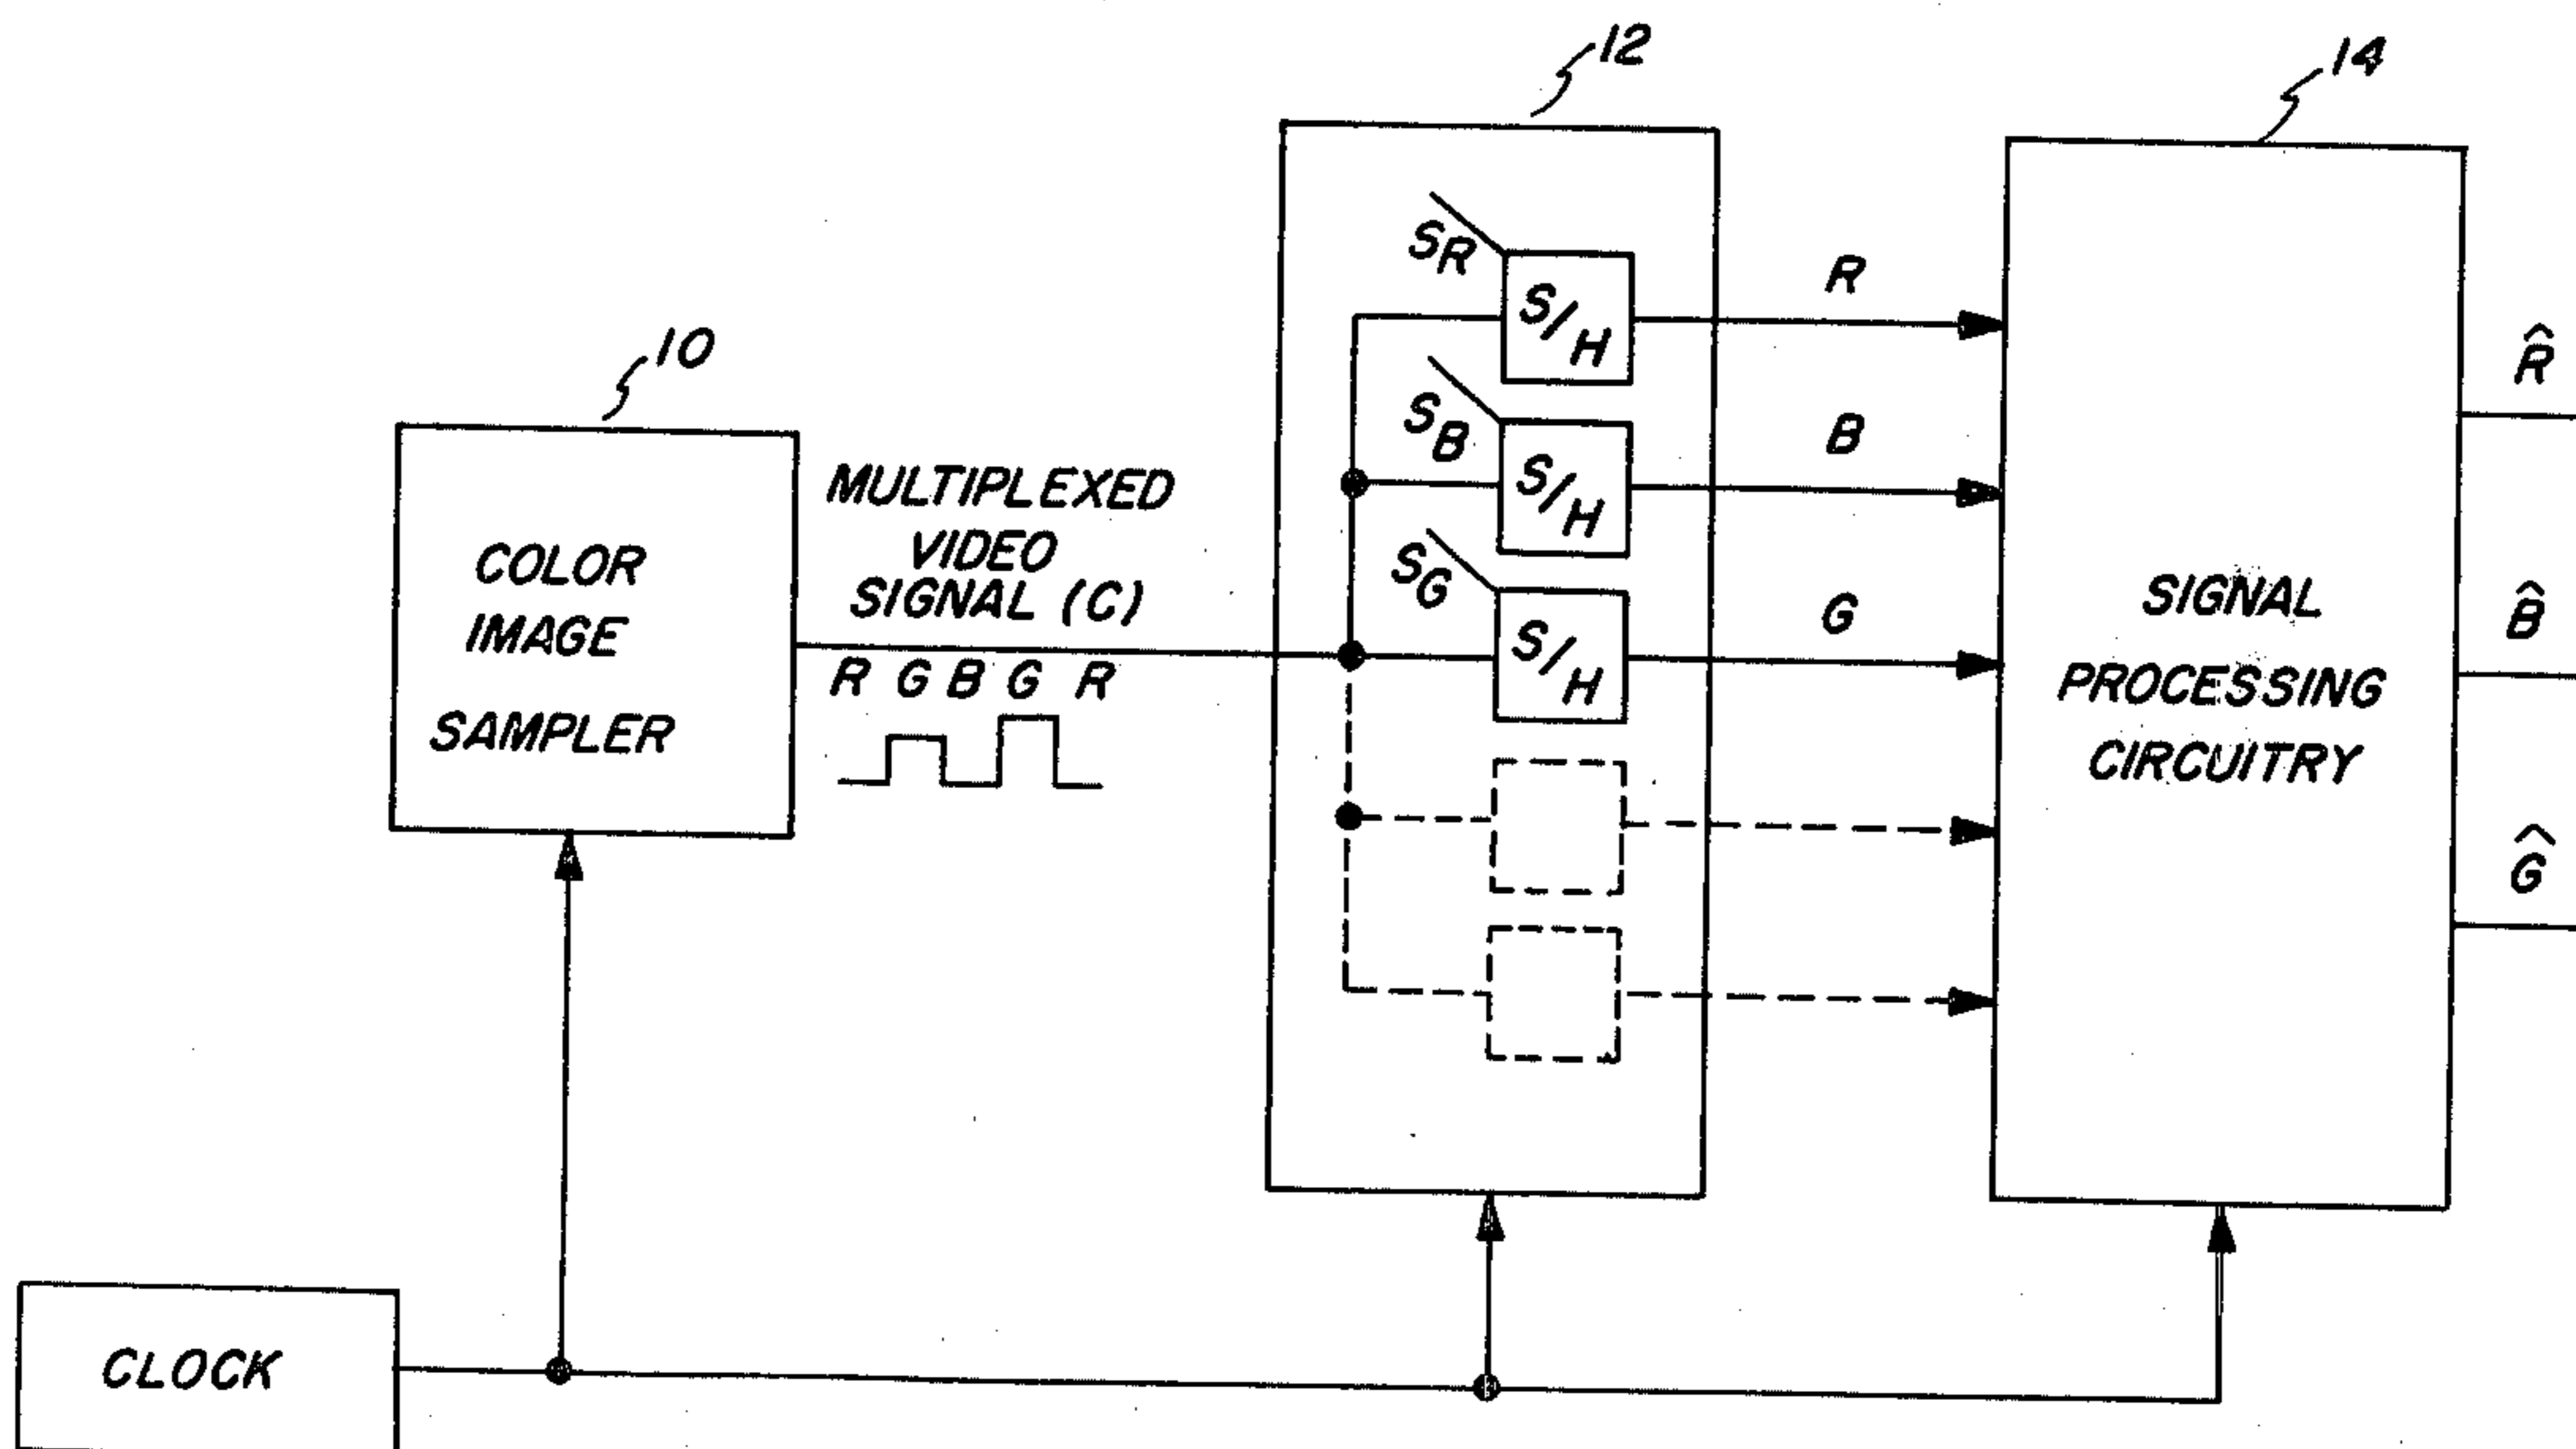 12
14
10
SR
S/H
R
SB
S/H
B
SG
S/H
G
R̂
B̂
Ĝ
COLOR
IMAGE
SAMPLER
MULTIPLEXED
VIDEO
SIGNAL (C)
R G B G R
SIGNAL
PROCESSING
CIRCUITRY
CLOCK